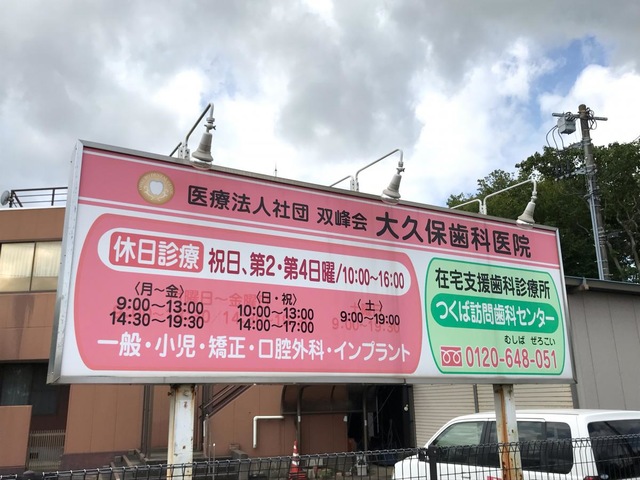 医療法人社団 双峰会 大久保歯科医院
休日診療 祝日、第2・第4日曜/10:00~16:00
〈月~金〉
9:00~13:00
14:30~19:30
〈日・祝〉
10:00~13:00
14:00~17:00
〈土〉
9:00~19:00
一般・小児・矯正・口腔外科・インプラント
在宅支援歯科診療所
つくば訪問歯科センター
むしば ぜろこい
0120-648-051